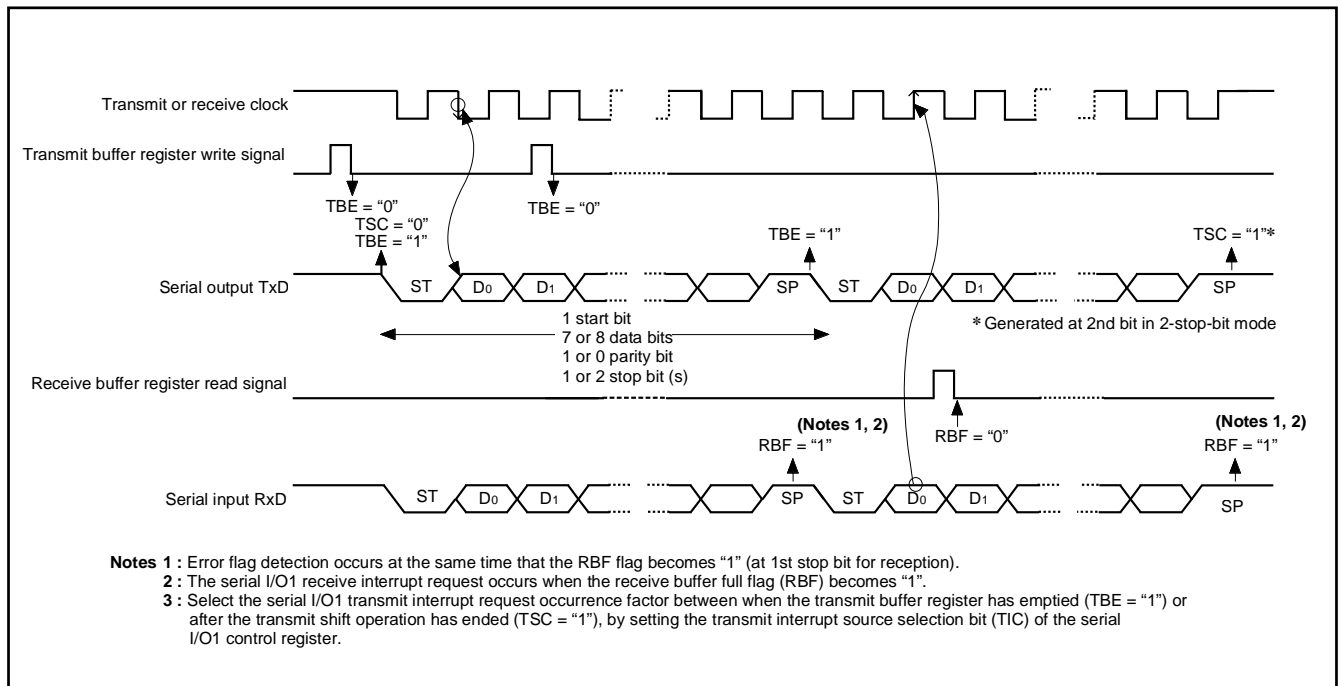 Transmit or receive clock
Transmit buffer register write signal
TBE = “0”
TSC = “0”
TBE = “1”
TBE = “0”
TBE = “1”
TSC = “1”*
Serial output TxD
ST
D0
D1
SP
ST
D0
D1
SP
1 start bit
7 or 8 data bits
1 or 0 parity bit
1 or 2 stop bit (s)
* Generated at 2nd bit in 2-stop-bit mode
Receive buffer register read signal
(Notes 1, 2)
RBF = “1”
RBF = “0”
(Notes 1, 2)
RBF = “1”
Serial input RxD
ST
D0
D1
SP
ST
D0
D1
SP
Notes 1 : Error flag detection occurs at the same time that the RBF flag becomes “1” (at 1st stop bit for reception).
2 : The serial I/O1 receive interrupt request occurs when the receive buffer full flag (RBF) becomes “1”.
3 : Select the serial I/O1 transmit interrupt request occurrence factor between when the transmit buffer register has emptied (TBE = “1”) or
after the transmit shift operation has ended (TSC = “1”), by setting the transmit interrupt source selection bit (TIC) of the serial
I/O1 control register.